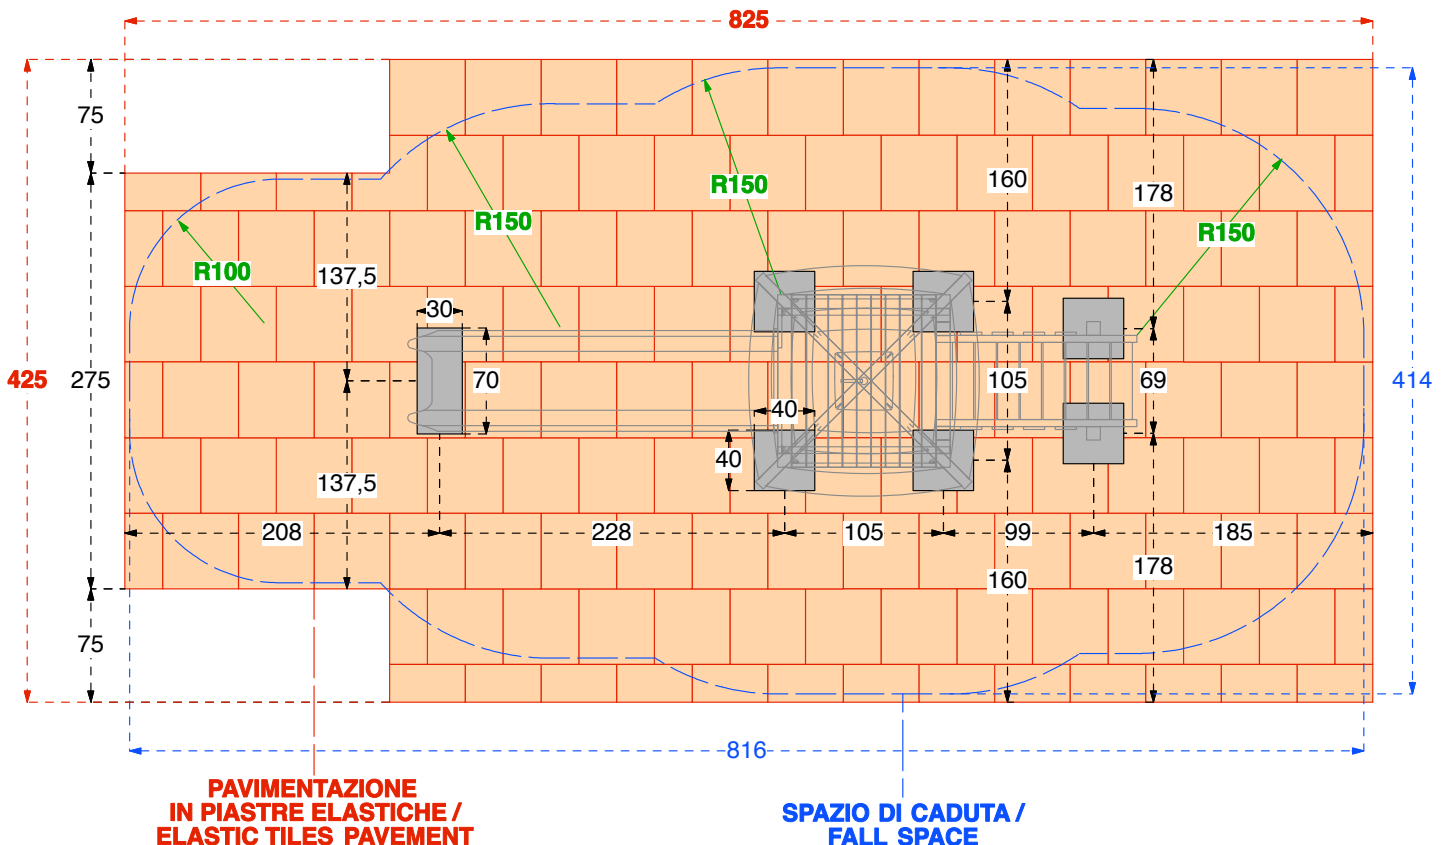 825
75
160
178
R150
R150
R150
R100
137,5
30
425
275
70
105
69
414
40
40
137,5
208
228
105
99
185
160
178
75
816
PAVIMENTAZIONE
IN PIASTRE ELASTICHE /
ELASTIC TILES PAVEMENT
SPAZIO DI CADUTA /
FALL SPACE